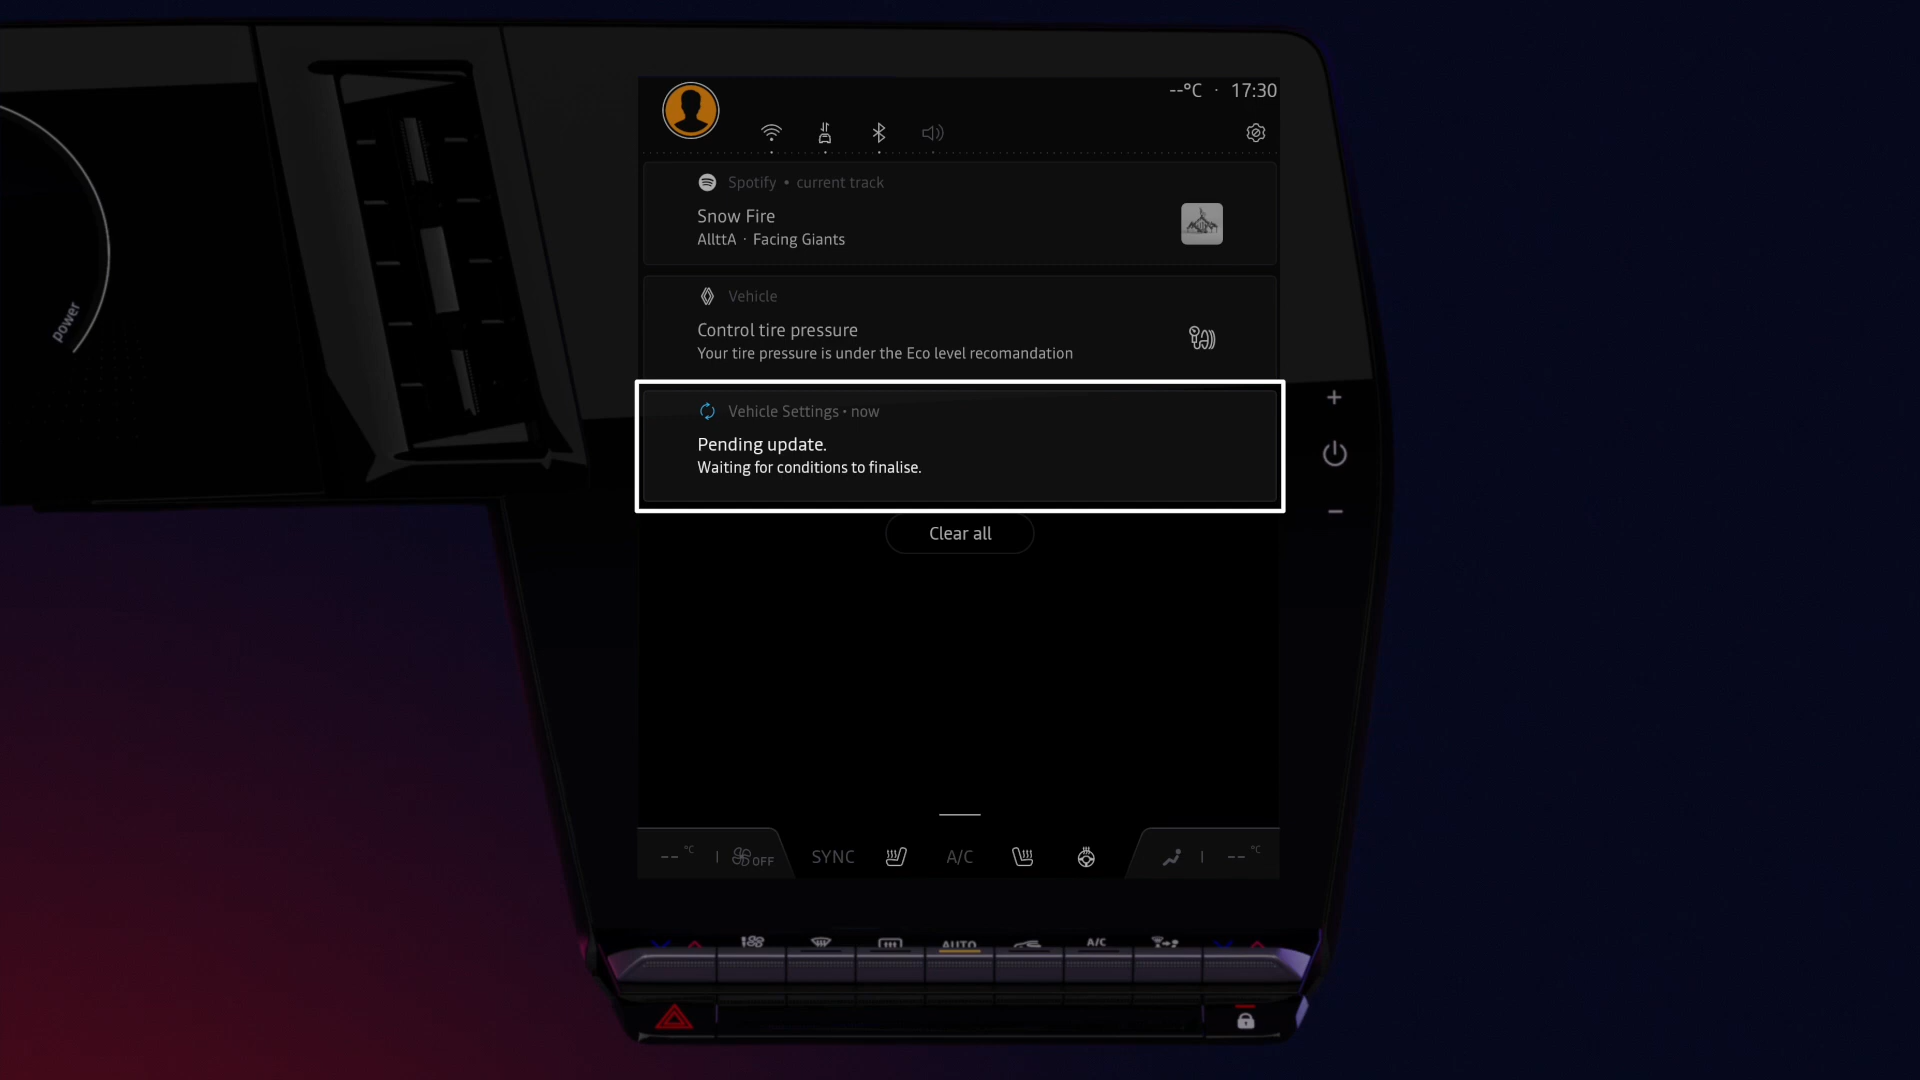 --°C · 17:30
Spotify • current track
Snow Fire
AllttA · Facing Giants
Vehicle
Control tire pressure
Your tire pressure is under the Eco level recomandation
power
Vehicle Settings • now
Pending update.
Waiting for conditions to finalise.
Clear all
-- °C
OFF
SYNC
A/C
-- °C
AUTO
A/C